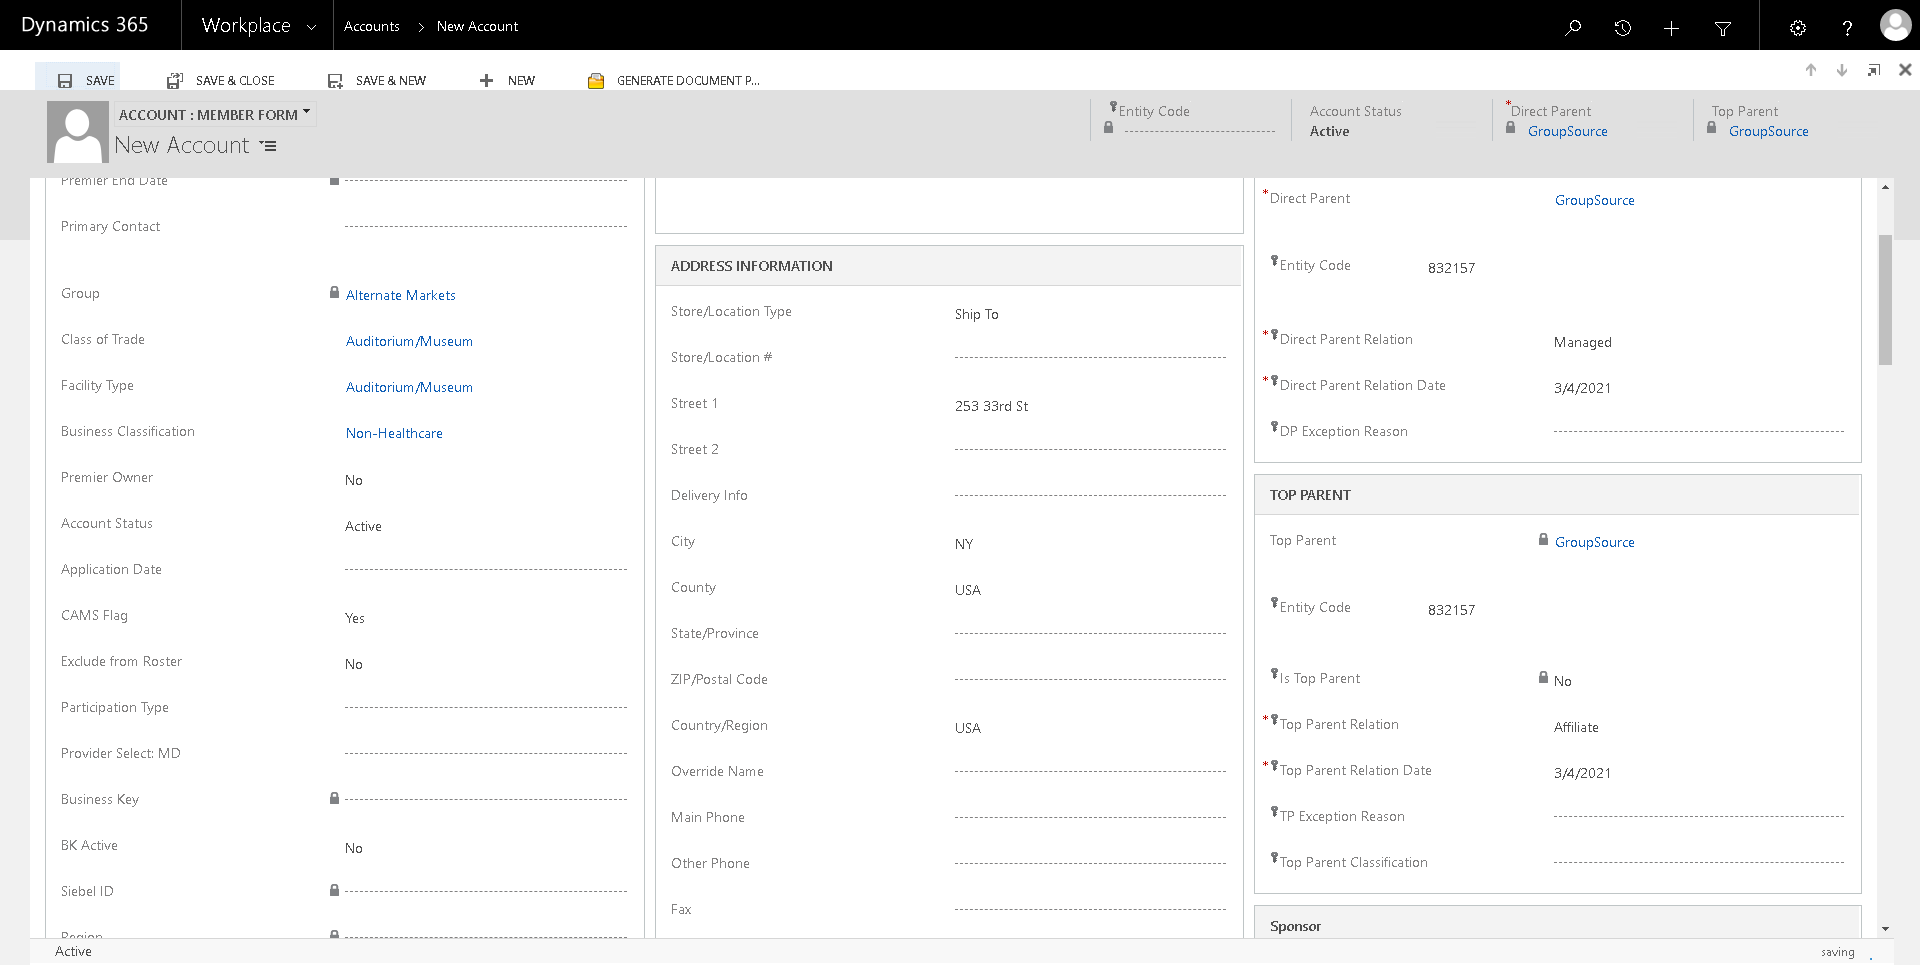 Dynamics 365
Workplace
Accounts > New Account
SAVE
SAVE & CLOSE
SAVE & NEW
NEW
GENERATE DOCUMENT P...
ACCOUNT : MEMBER FORM
New Account
Entity Code
Account Status
Active
*Direct Parent
GroupSource
Top Parent
GroupSource
Premier End Date
Primary Contact
Group
Alternate Markets
Class of Trade
Auditorium/Museum
Facility Type
Auditorium/Museum
Business Classification
Non-Healthcare
Premier Owner
No
Account Status
Active
Application Date
CAMS Flag
Yes
Exclude from Roster
No
Participation Type
Provider Select: MD
Business Key
BK Active
No
Siebel ID
Region
ADDRESS INFORMATION
Store/Location Type
Ship To
Store/Location #
Street 1
253 33rd St
Street 2
Delivery Info
City
NY
County
USA
State/Province
ZIP/Postal Code
Country/Region
USA
Override Name
Main Phone
Other Phone
Fax
*Direct Parent
GroupSource
Entity Code
832157
*Direct Parent Relation
Managed
*Direct Parent Relation Date
3/4/2021
DP Exception Reason
TOP PARENT
Top Parent
GroupSource
Entity Code
832157
Is Top Parent
No
*Top Parent Relation
Affiliate
*Top Parent Relation Date
3/4/2021
TP Exception Reason
Top Parent Classification
Sponsor
Active
saving